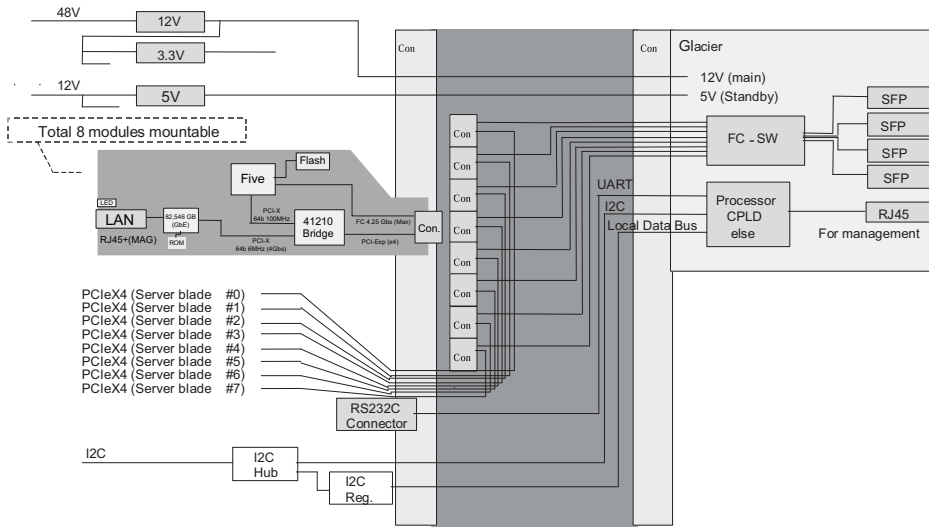 48V
12V
3.3V
12V
5V
Total 8 modules mountable
LED
LAN
RJ45+(MAG)
82,546 GB
(GbE)
ROM
Five
Flash
PCI-X
64b 100MHz
PCI-X
64b 6MHz (4Gbs)
41210
Bridge
FC 4.25 Gbs (Max)
PCI-Exp (x4)
Con.
PCIeX4 (Server blade #0)
PCIeX4 (Server blade #1)
PCIeX4 (Server blade #2)
PCIeX4 (Server blade #3)
PCIeX4 (Server blade #4)
PCIeX4 (Server blade #5)
PCIeX4 (Server blade #6)
PCIeX4 (Server blade #7)
RS232C
Connector
I2C
I2C
Hub
I2C
Reg.
Con
Con
Con
Con
Con
Con
Con
Con
Con
Con
Glacier
12V (main)
5V (Standby)
FC - SW
SFP
SFP
SFP
SFP
UART
I2C
Local Data Bus
Processor
CPLD
else
RJ45
For management